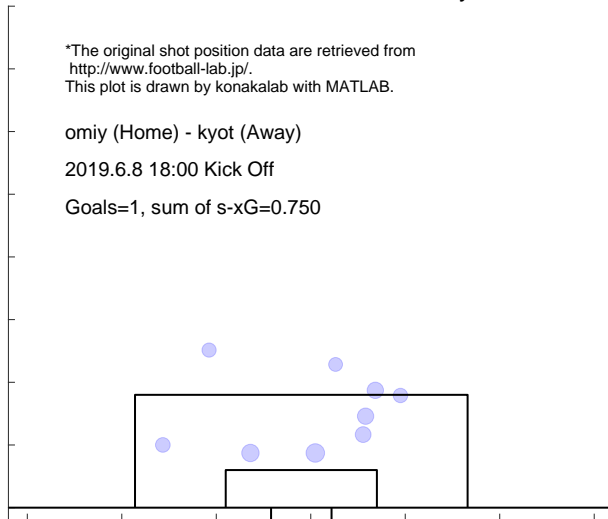 *The original shot position data are retrieved from
http://www.football-lab.jp/.
This plot is drawn by konakalab with MATLAB.
omiy (Home) - kyot (Away)
2019.6.8 18:00 Kick Off
Goals=1, sum of s-xG=0.750